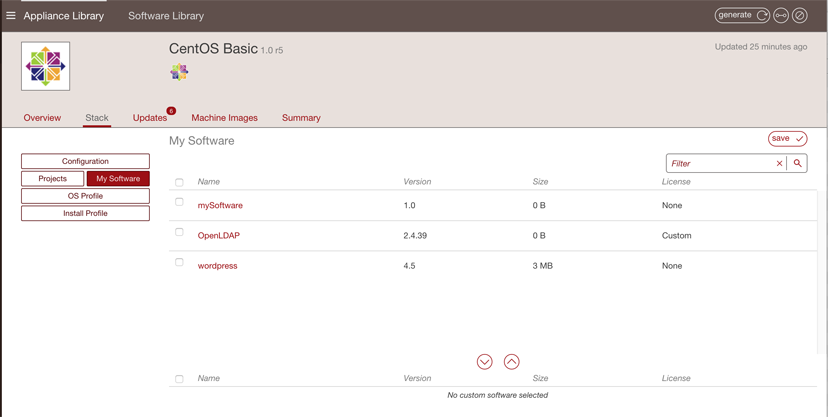 Appliance Library Software Library generate
CentOS Basic 1.0 r5 Updated 25 minutes ago
Overview Stack Updates 6 Machine Images Summary
My Software save
Configuration
Projects My Software
OS Profile
Install Profile
Filter
Name Version Size License
mySoftware 1.0 0 B None
OpenLDAP 2.4.39 0 B Custom
wordpress 4.5 3 MB None
Name Version Size License
No custom software selected